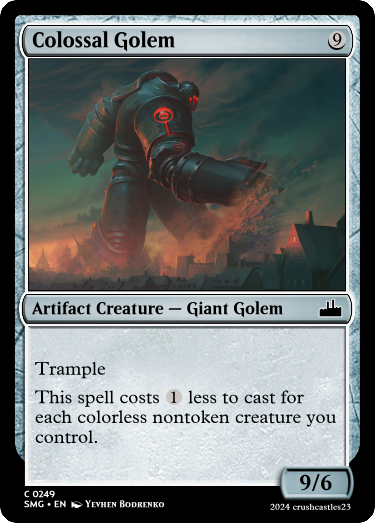 Colossal Golem 9
Artifact Creature — Giant Golem
Trample
This spell costs 1 less to cast for
each colorless nontoken creature you
control.
9/6
C 0249
SMG • EN Yevhen Bodrenko
2024 crushcastles23